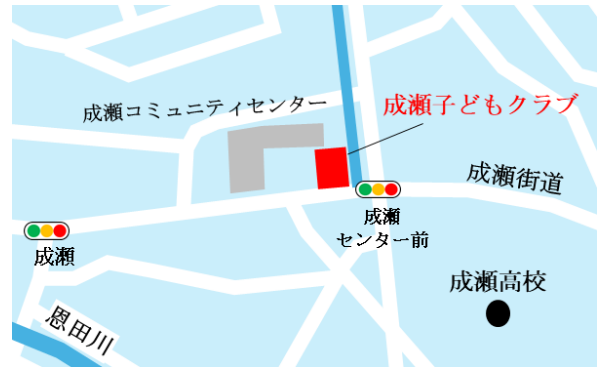 成瀬コミュニティセンター
成瀬子どもクラブ
成瀬街道
成瀬
センター前
成瀬
成瀬高校
恩田川